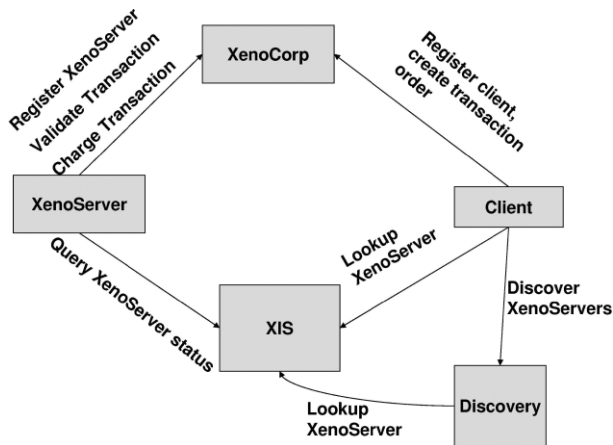 Register XenoServer
Validate Transaction
Charge Transaction
XenoCorp
Register client,
create transaction
order
XenoServer
Client
Query XenoServer status
Lookup
XenoServer
XIS
Discover
XenoServers
Lookup
XenoServer
Discovery